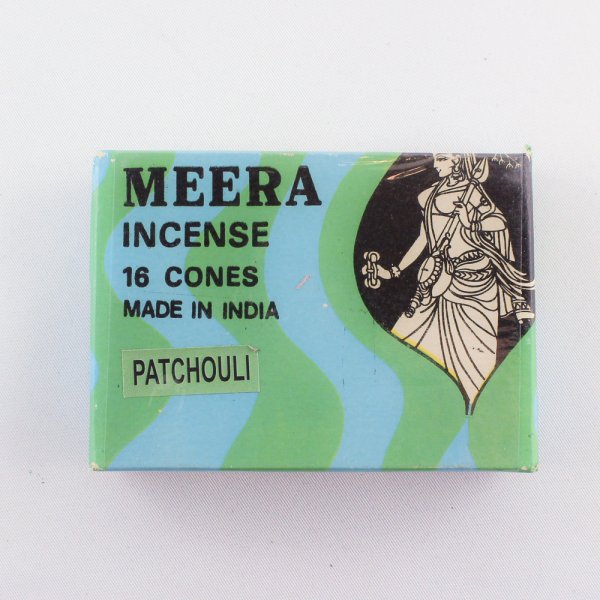 MEERA
INCENSE
16 CONES
MADE IN INDIA
PATCHOULI